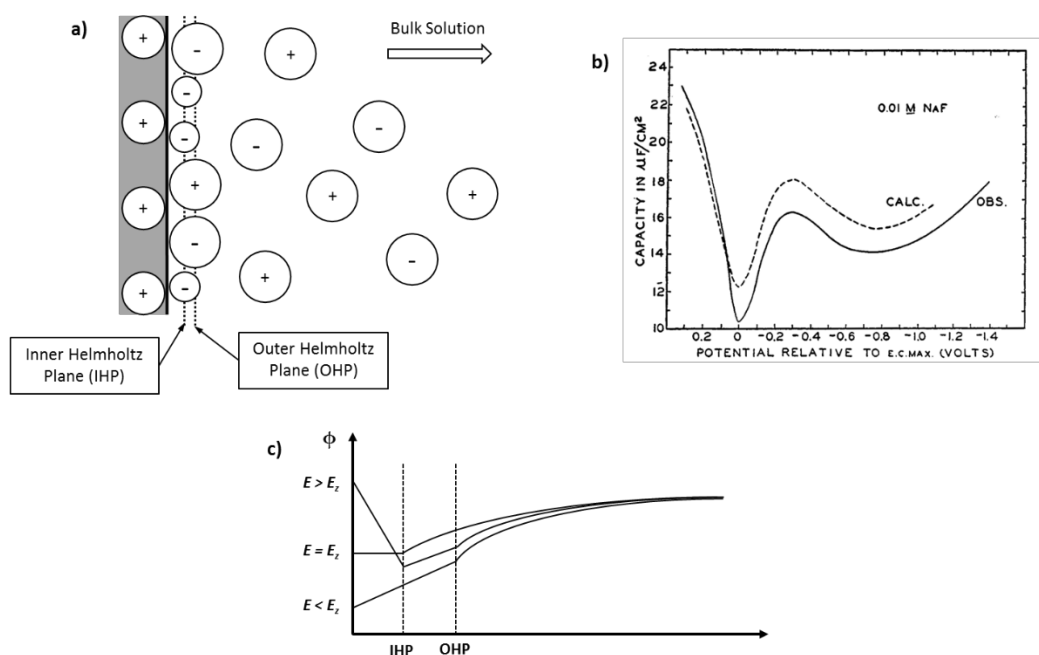 a)
Bulk Solution
+ - + - + - - + - + + - + - + + - + -
Inner Helmholtz
Plane (IHP)
Outer Helmholtz
Plane (OHP)
b)
24
22
20
18
16
14
12
10
CAPACITY IN µF/CM²
0.01 M NaF
CALC.
OBS.
0.2 0 -0.2 -0.4 -0.6 -0.8 -1.0 -1.2 -1.4
POTENTIAL RELATIVE TO E.C.MAX. (VOLTS)
c)
ϕ
E > Ez
E = Ez
E < Ez
IHP OHP